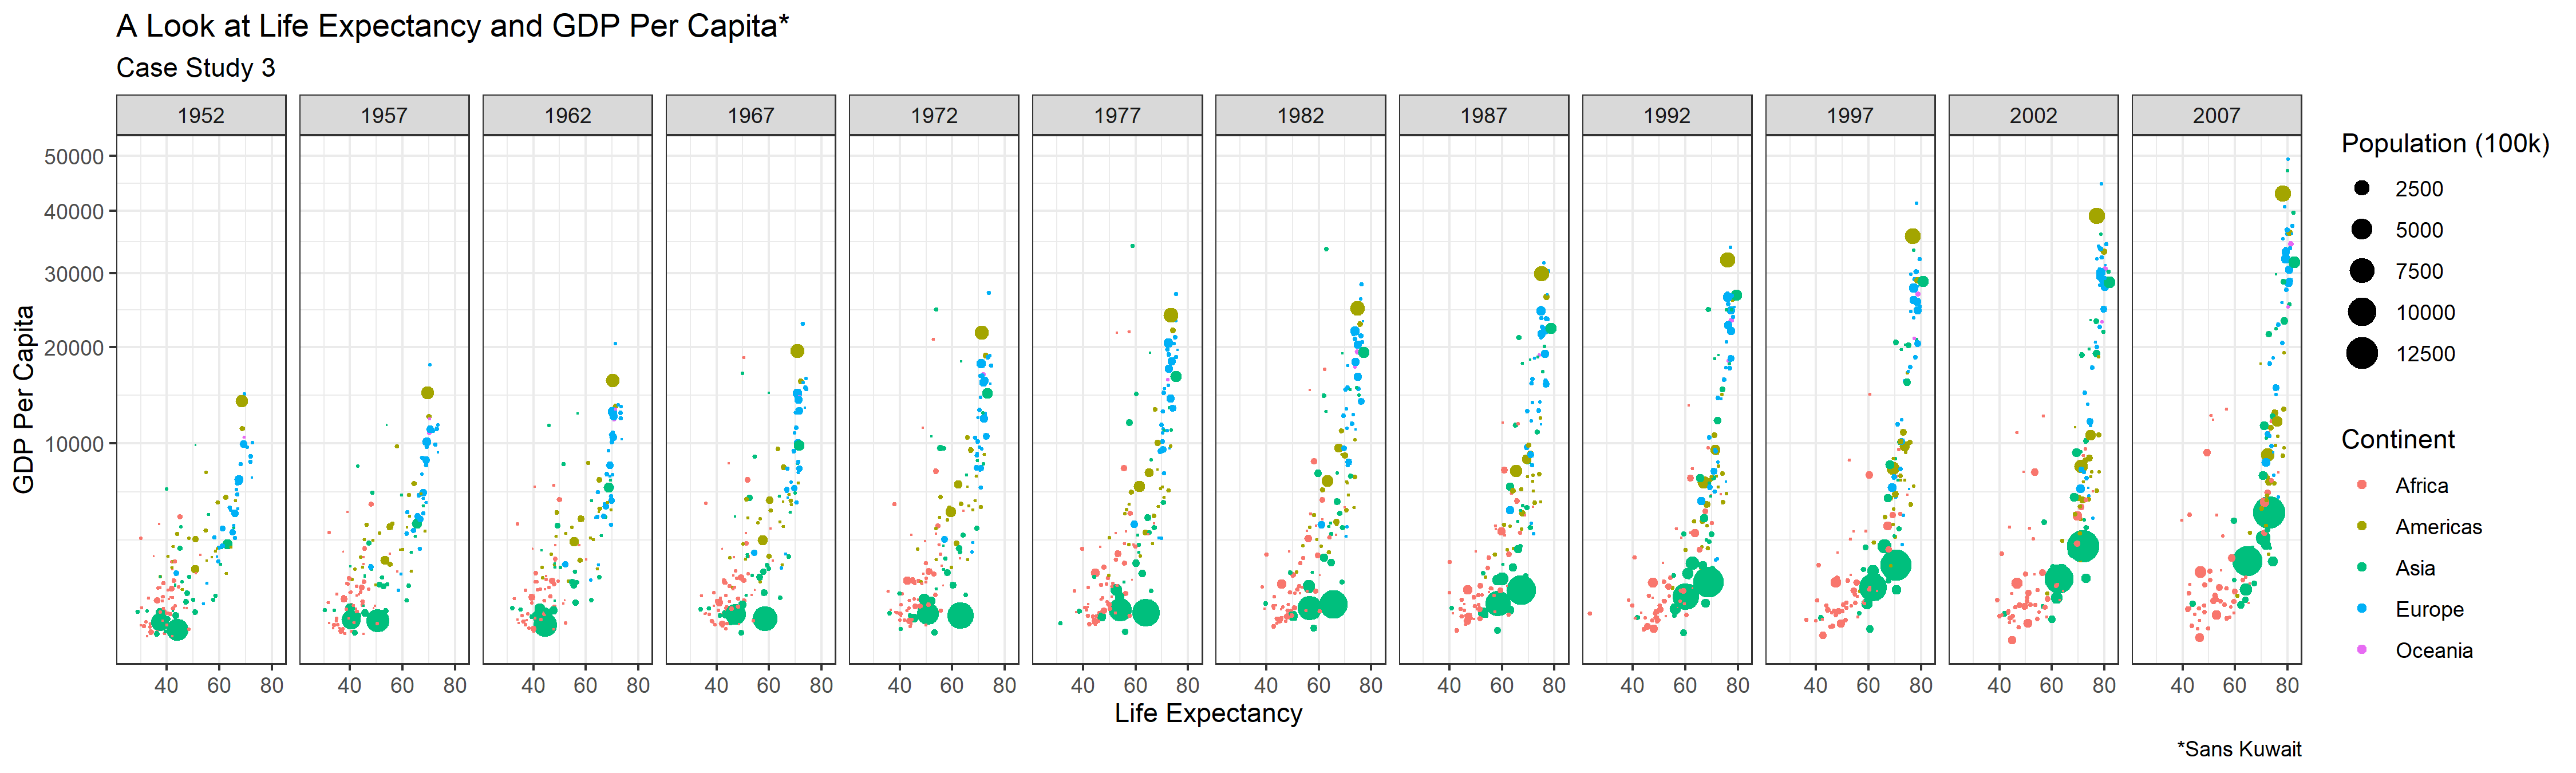 A Look at Life Expectancy and GDP Per Capita*
Case Study 3
1952 1957 1962 1967 1972 1977 1982 1987 1992 1997 2002 2007
GDP Per Capita
50000
40000
30000
20000
10000
40 60 80 40 60 80 40 60 80 40 60 80 40 60 80 40 60 80 40 60 80 40 60 80 40 60 80 40 60 80 40 60 80 40 60 80
Life Expectancy
Population (100k)
2500
5000
7500
10000
12500
Continent
Africa
Americas
Asia
Europe
Oceania
*Sans Kuwait